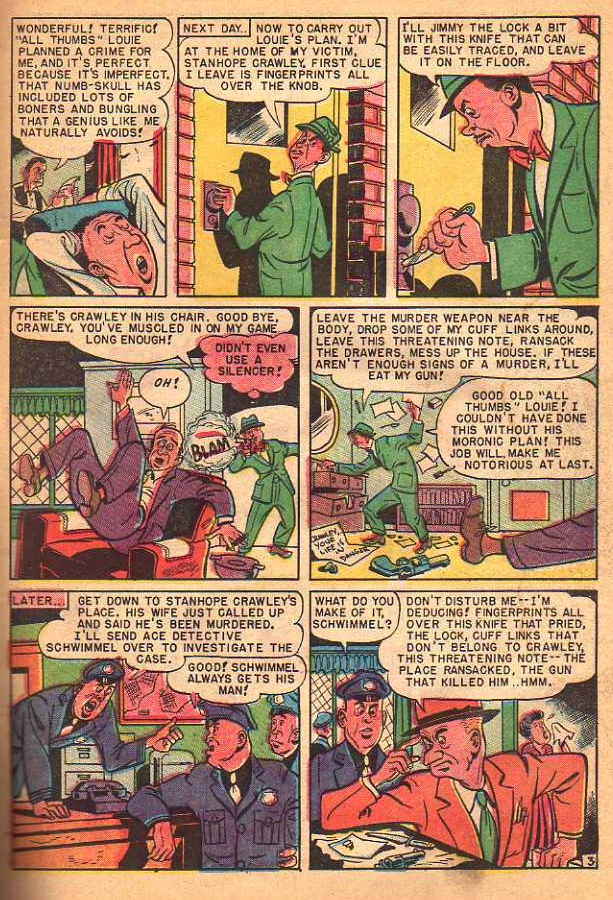 WONDERFUL! TERRIFIC!
"ALL THUMBS" LOUIE
PLANNED A CRIME FOR
ME, AND IT'S PERFECT
BECAUSE IT'S IMPERFECT.
THAT NUMB-SKULL HAS
INCLUDED LOTS OF
BONERS AND BUNGLING
THAT A GENIUS LIKE ME
NATURALLY AVOIDS!
NEXT DAY..
NOW TO CARRY OUT
LOUIE'S PLAN. I'M
AT THE HOME OF MY VICTIM,
STANHOPE CRAWLEY. FIRST CLUE
I LEAVE IS FINGERPRINTS ALL
OVER THE KNOB.
I'LL JIMMY THE LOCK A BIT
WITH THIS KNIFE THAT CAN
BE EASILY TRACED, AND LEAVE
IT ON THE FLOOR.
THERE'S CRAWLEY IN HIS CHAIR. GOOD BYE,
CRAWLEY, YOU'VE MUSCLED IN ON MY GAME
LONG ENOUGH!
DIDN'T EVEN
USE A
SILENCER!
OH!
BLAM
LEAVE THE MURDER WEAPON NEAR THE
BODY, DROP SOME OF MY CUFF LINKS AROUND,
LEAVE THIS THREATENING NOTE, RANSACK
THE DRAWERS, MESS UP THE HOUSE. IF THESE
AREN'T ENOUGH SIGNS OF A MURDER, I'LL
EAT MY GUN!
GOOD OLD "ALL
THUMBS" LOUIE! I
COULDN'T HAVE DONE
THIS WITHOUT HIS
MORONIC PLAN! THIS
JOB WILL MAKE ME
NOTORIOUS AT LAST.
YOUR
LIFE IS
IN
DANGER
LATER...
GET DOWN TO STANHOPE CRAWLEY'S
PLACE. HIS WIFE JUST CALLED UP
AND SAID HE'S BEEN MURDERED.
I'LL SEND ACE DETECTIVE
SCHWIMMEL OVER TO INVESTIGATE THE
CASE.
GOOD! SCHWIMMEL
ALWAYS GETS HIS
MAN!
WHAT DO YOU
MAKE OF IT,
SCHWIMMEL?
DON'T DISTURB ME--I'M
DEDUCING! FINGERPRINTS ALL
OVER THIS KNIFE THAT PRIED,
THE LOCK, CUFF LINKS THAT
DON'T BELONG TO CRAWLEY,
THIS THREATENING NOTE--THE
PLACE RANSACKED, THE GUN
THAT KILLED HIM..HMM.
3